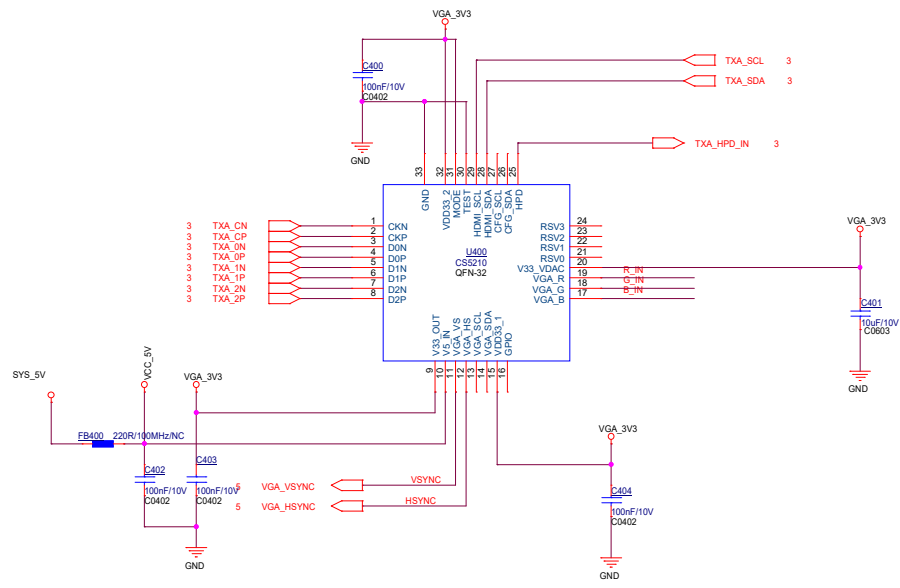 VGA_3V3
C400
100nF/10V
C0402
GND
TXA_SCL 3
TXA_SDA 3
TXA_HPD_IN 3
33
32
31
30
29
28
27
26
25
GND
VDD33_2
MODE
TEST
HDMI_SCL
HDMI_SDA
CFG_SCL
CFG_SDA
HPD
3 TXA_CN 1 CKN
3 TXA_CP 2 CKP
3 TXA_0N 3 D0N
3 TXA_0P 4 D0P
3 TXA_1N 5 D1N
3 TXA_1P 6 D1P
3 TXA_2N 7 D2N
3 TXA_2P 8 D2P
U400
CS5210
QFN-32
RSV3 24
RSV2 23
RSV1 22
RSV0 21
V33_VDAC 20
VGA_R 19 R_IN
VGA_G 18 G_IN
VGA_B 17 B_IN
VGA_3V3
C401
10uF/10V
C0603
GND
V33_OUT
V5_IN
VGA_VS
VGA_HS
VGA_SCL
VGA_SDA
VDD33_1
GPIO
9
10
11
12
13
14
15
16
SYS_5V
VCC_5V
VGA_3V3
FB400 220R/100MHz/NC
C402
100nF/10V
C0402
C403
100nF/10V
C0402
GND
5 VGA_VSYNC VSYNC
5 VGA_HSYNC HSYNC
VGA_3V3
C404
100nF/10V
C0402
GND